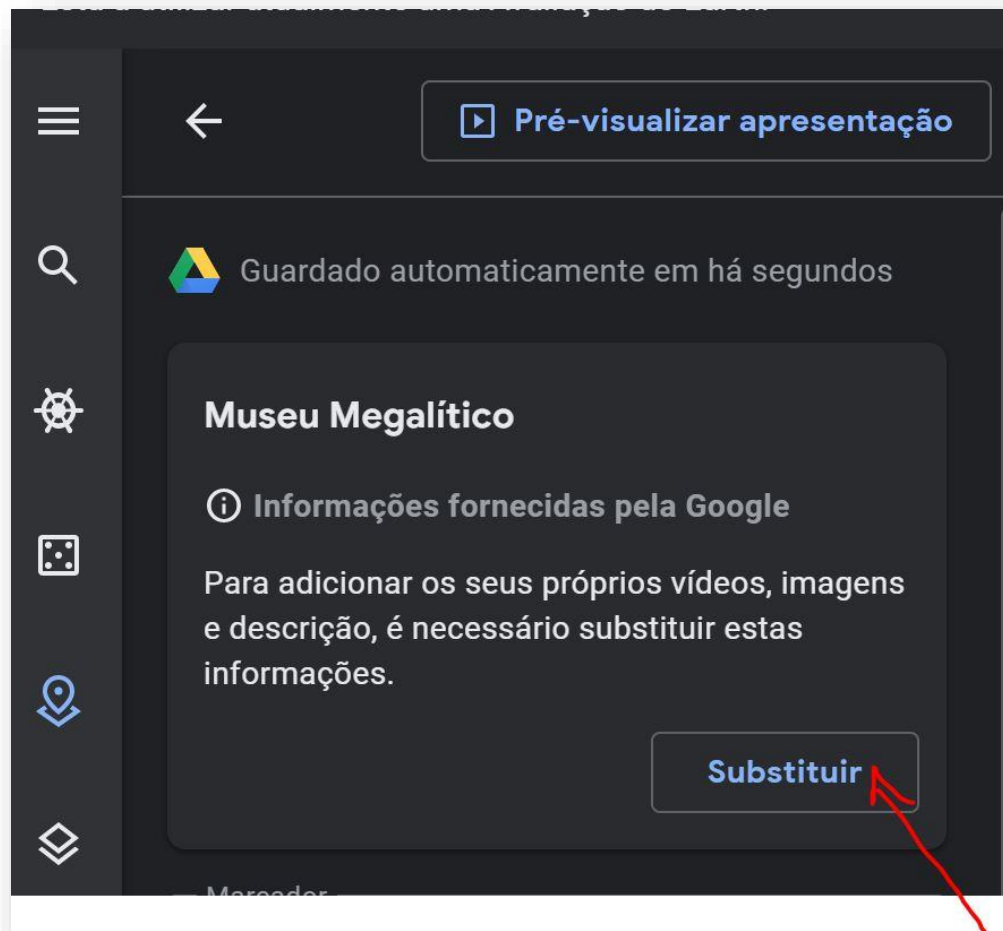 Pré-visualizar apresentação
Guardado automaticamente em há segundos
Museu Megalítico
Informações fornecidas pela Google
Para adicionar os seus próprios vídeos, imagens
e descrição, é necessário substituir estas
informações.
Substituir
Marcador